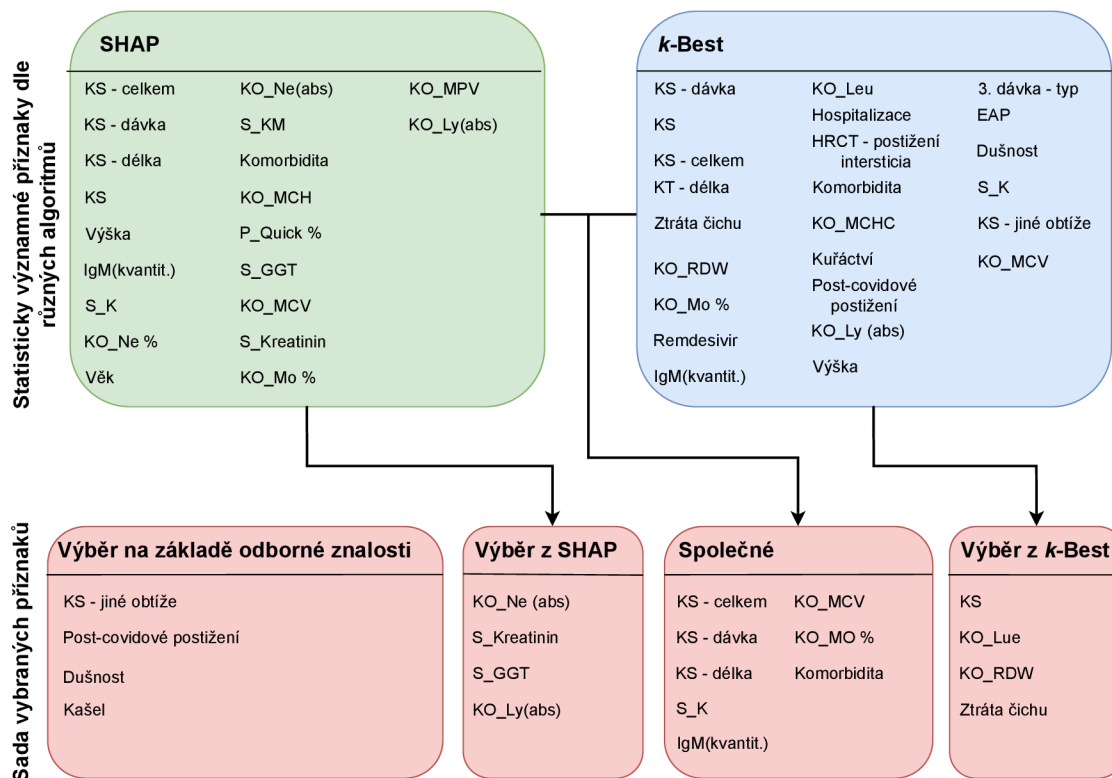 Statisticky významné příznaky dle
různých algoritmů
SHAP
KS - celkem
KS - dávka
KS - délka
KS
Výška
IgM(kvantit.)
S_K
KO_Ne %
Věk
KO_Ne(abs)
S_KM
Komorbidita
KO_MCH
P_Quick %
S_GGT
KO_MCV
S_Kreatinin
KO_Mo %
KO_MPV
KO_Ly(abs)
k-Best
KS - dávka
KS
KS - celkem
KT - délka
Ztráta čichu
KO_RDW
KO_Mo %
Remdesivir
IgM(kvantit.)
KO_Leu
Hospitalizace
HRCT - postižení
intersticia
Komorbidita
KO_MCHC
Kuřáctví
Post-covidové
postižení
KO_Ly (abs)
Výška
3. dávka - typ
EAP
Dušnost
S_K
KS - jiné obtíže
KO_MCV
Sada vybraných příznaků
Výběr na základě odborné znalosti
KS - jiné obtíže
Post-covidové postižení
Dušnost
Kašel
Výběr z SHAP
KO_Ne (abs)
S_Kreatinin
S_GGT
KO_Ly(abs)
Společné
KS - celkem
KS - dávka
KS - délka
S_K
IgM(kvantit.)
KO_MCV
KO_MO %
Komorbidita
Výběr z k-Best
KS
KO_Lue
KO_RDW
Ztráta čichu